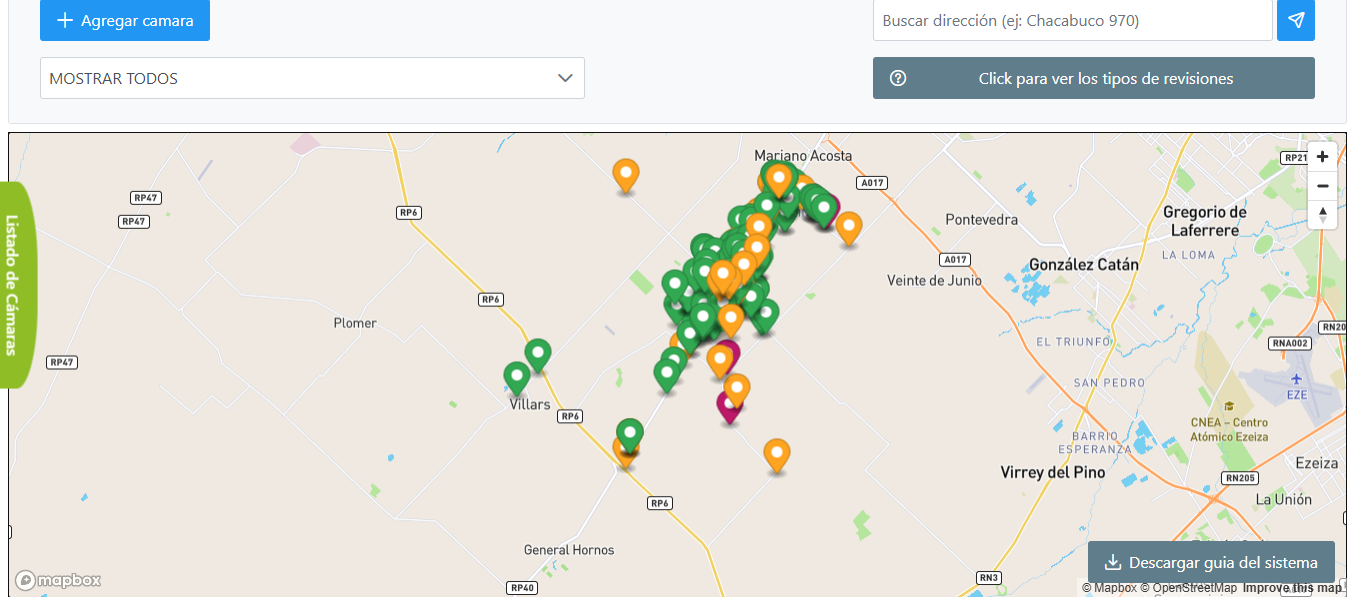 Agregar camara
Buscar dirección (ej: Chacabuco 970)
MOSTRAR TODOS
Click para ver los tipos de revisiones
Listado de Cámaras
Mariano Acosta
RP21
A017
RP47
RP47
RP6
Pontevedra
Gregorio de
Laferrere
LA LOMA
A017
González Catán
Veinte de Junio
RP6
Plomer
RN20
EL TRIUNFO
RNA002
RP47
SAN PEDRO
EZE
Villars
RP6
CNEA – Centro
Atómico Ezeiza
BARRIO
ESPERANZA
Virrey del Pino
Ezeiza
RN205
La Unión
RP6
General Hornos
Descargar guia del sistema
RN3
mapbox
RP40
© Mapbox © OpenStreetMap Improve this map